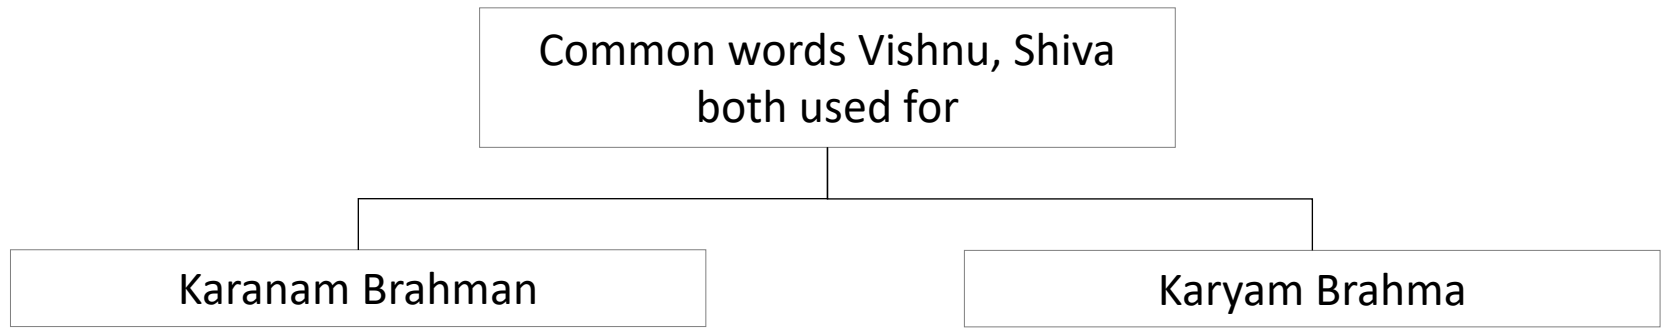 Common words Vishnu, Shiva
both used for
Karanam Brahman
Karyam Brahma